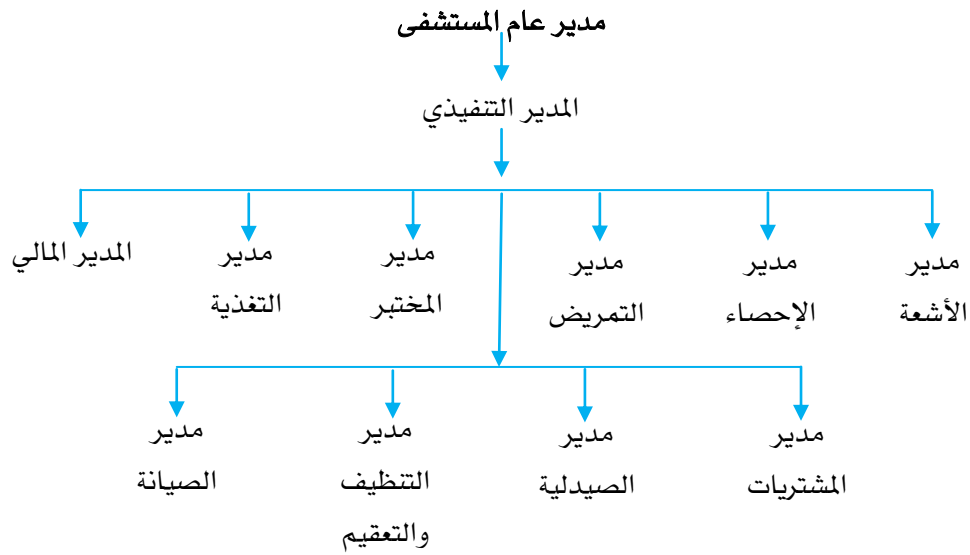 مدير عام المستشفى
المدير التنفيذي
مدير
الأشعة
مدير
الإحصاء
مدير
التمريض
مدير
المختبر
مدير
التغذية
المدير المالي
مدير
المشتريات
مدير
الصيدلية
مدير
التنظيف
والتعقيم
مدير
الصيانة